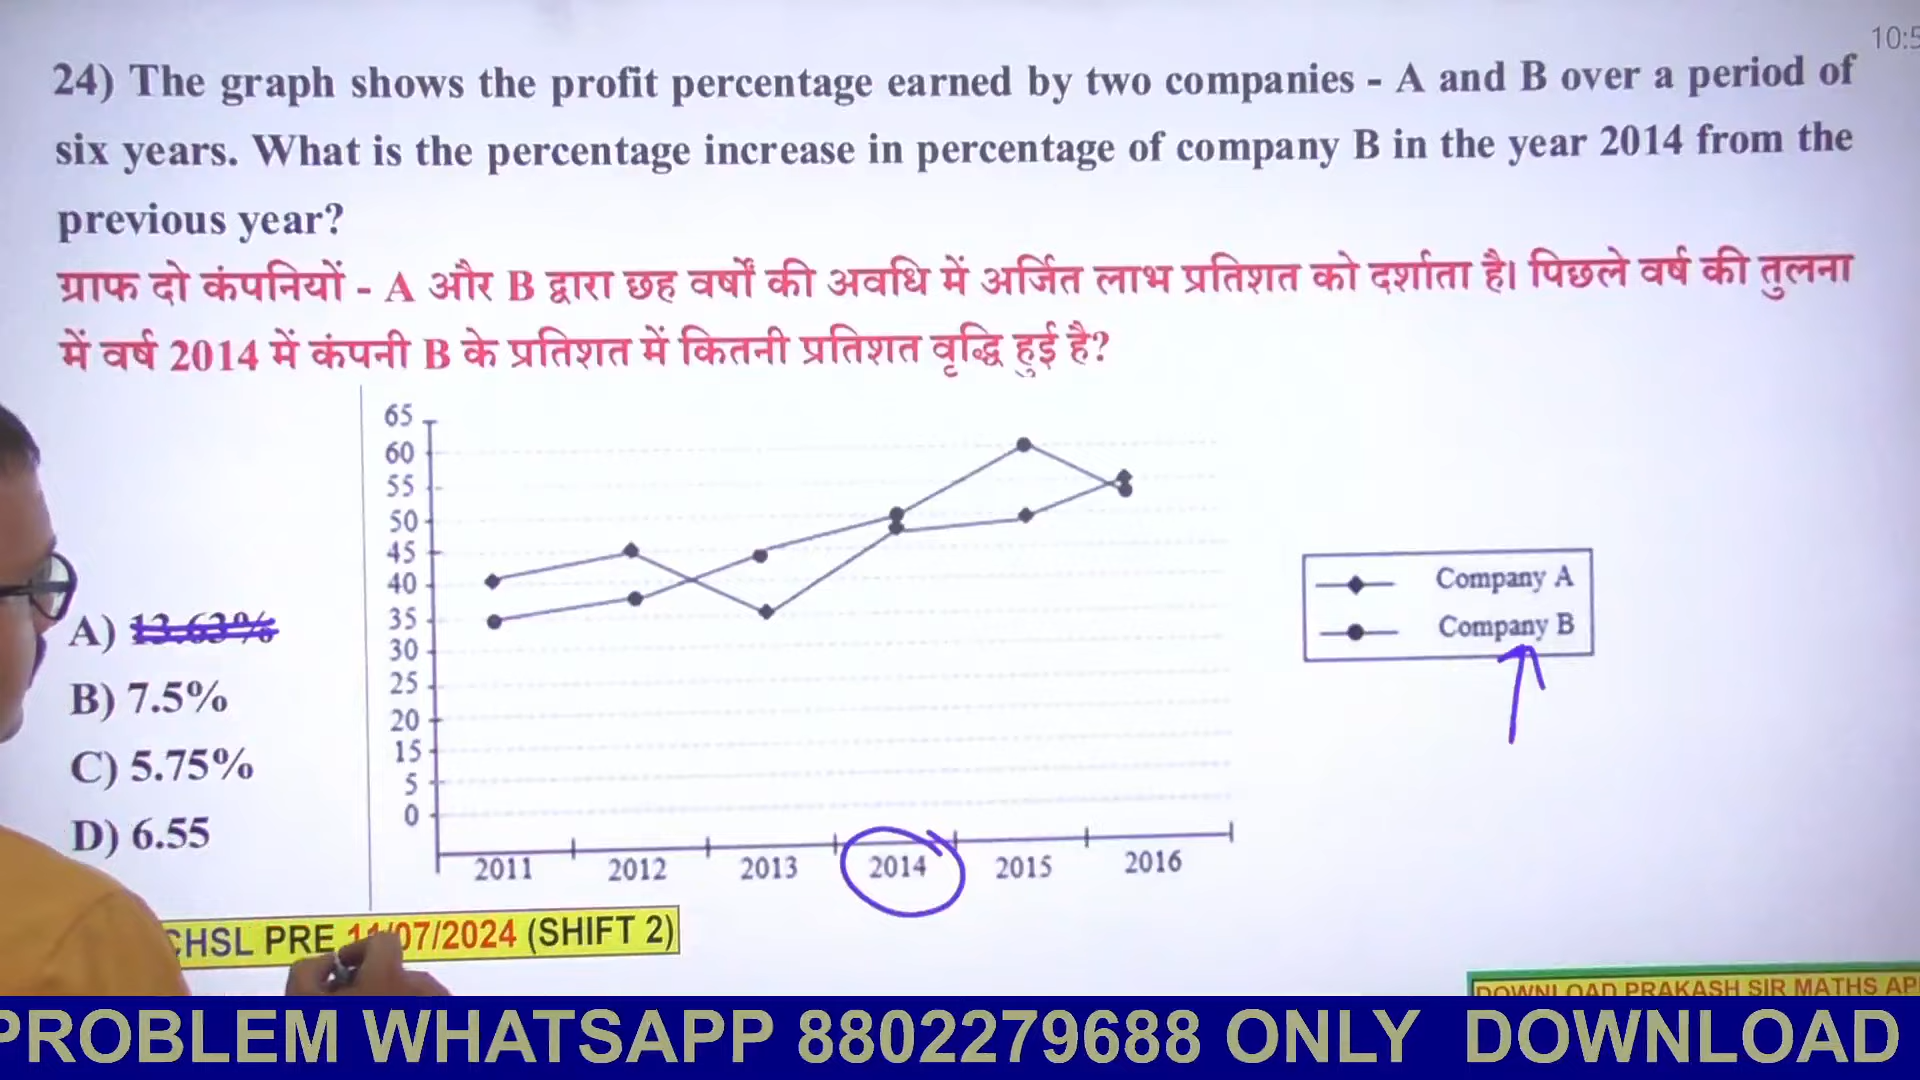 10:5
24) The graph shows the profit percentage earned by two companies - A and B over a period of
six years. What is the percentage increase in percentage of company B in the year 2014 from the
previous year?
ग्राफ दो कंपनियों - A और B द्वारा छह वर्षों की अवधि में अर्जित लाभ प्रतिशत को दर्शाता है। पिछले वर्ष की तुलना
में वर्ष 2014 में कंपनी B के प्रतिशत में कितनी प्रतिशत वृद्धि हुई है?
65
60
55
50
45
40
35
30
25
20
15
5
0
2011 2012 2013 2014 2015 2016
Company A
Company B
A) 13.63%
B) 7.5%
C) 5.75%
D) 6.55
CHSL PRE 11/07/2024 (SHIFT 2)
DOWNLOAD PRAKASH SIR MATHS AP
PROBLEM WHATSAPP 8802279688 ONLY DOWNLOAD